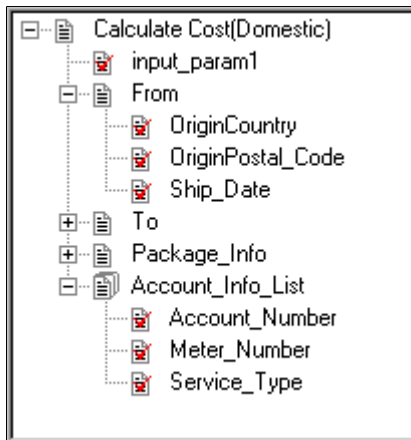 Calculate Cost(Domestic)
input_param1
From
OriginCountry
OriginPostal_Code
Ship_Date
To
Package_Info
Account_Info_List
Account_Number
Meter_Number
Service_Type